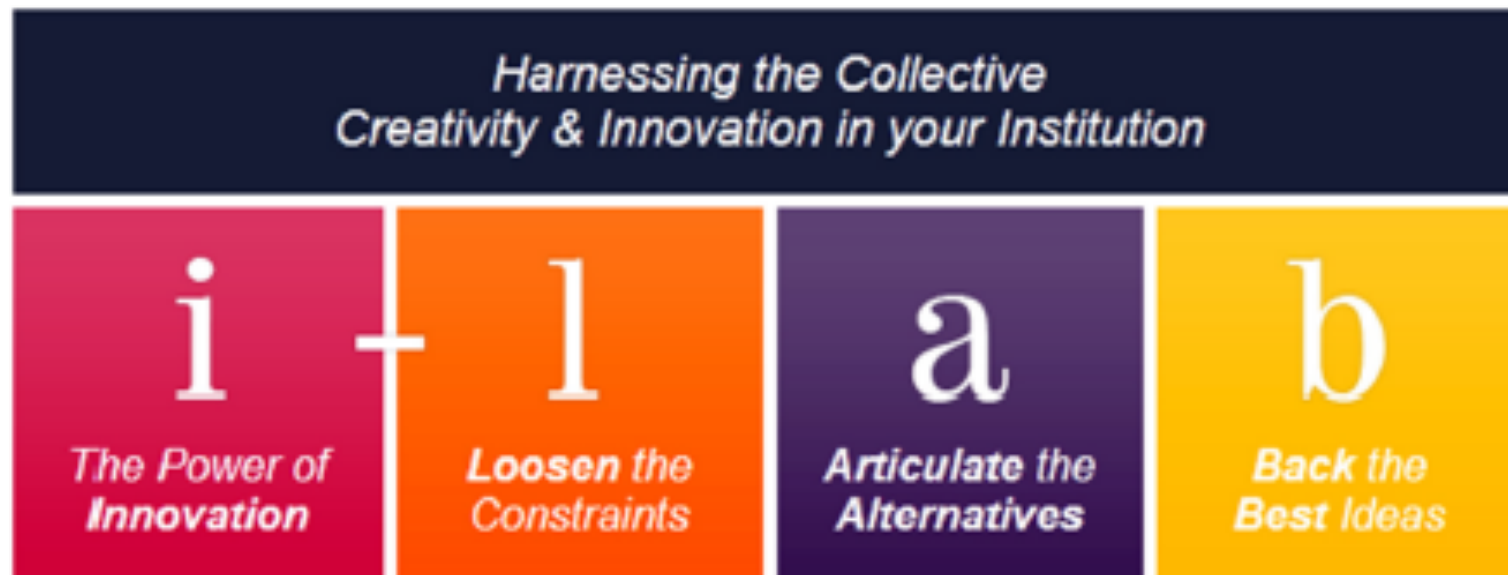 Harnessing the Collective
Creativity & Innovation in your Institution
i - l a b
The Power of
Innovation
Loosen the
Constraints
Articulate the
Alternatives
Back the
Best Ideas